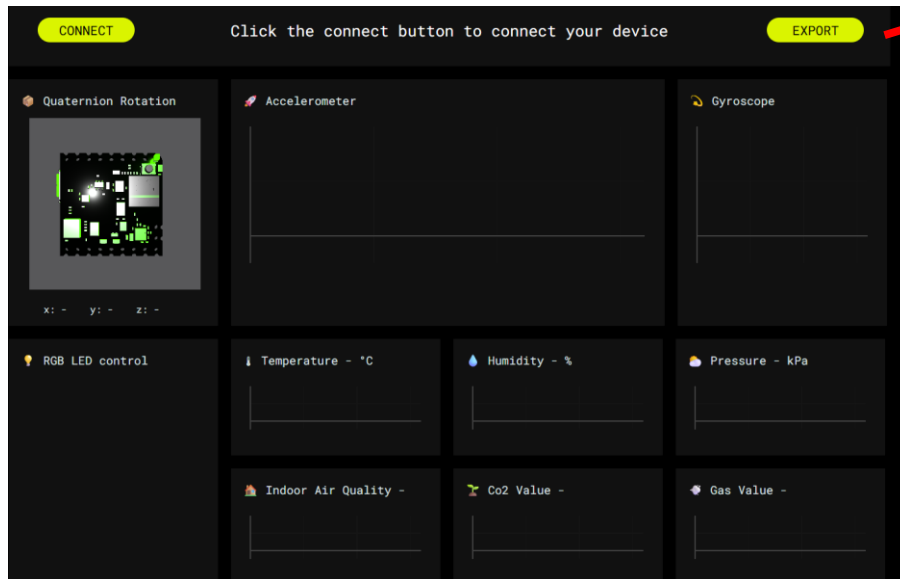 CONNECT
Click the connect button to connect your device
EXPORT
Quaternion Rotation
x: - y: - z: -
Accelerometer
Gyroscope
RGB LED control
Temperature - °C
Humidity - %
Pressure - kPa
Indoor Air Quality -
Co2 Value -
Gas Value -